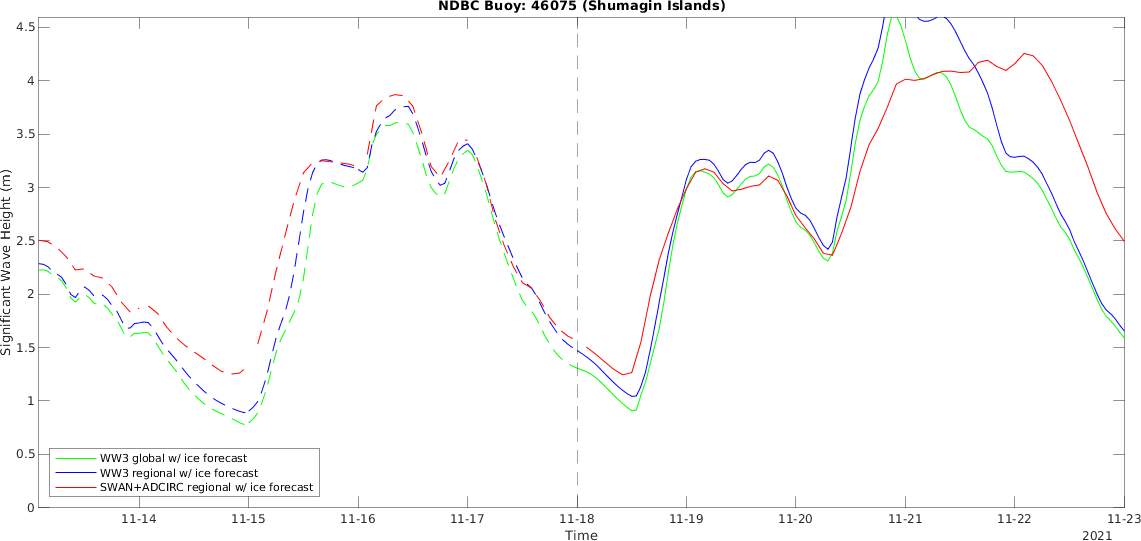 NDBC Buoy: 46075 (Shumagin Islands)
Significant Wave Height (m)
4.5
4
3.5
3
2.5
2
1.5
1
0.5
0
WW3 global w/ ice forecast
WW3 regional w/ ice forecast
SWAN+ADCIRC regional w/ ice forecast
11-14 11-15 11-16 11-17 11-18 11-19 11-20 11-21 11-22 11-23
Time
2021